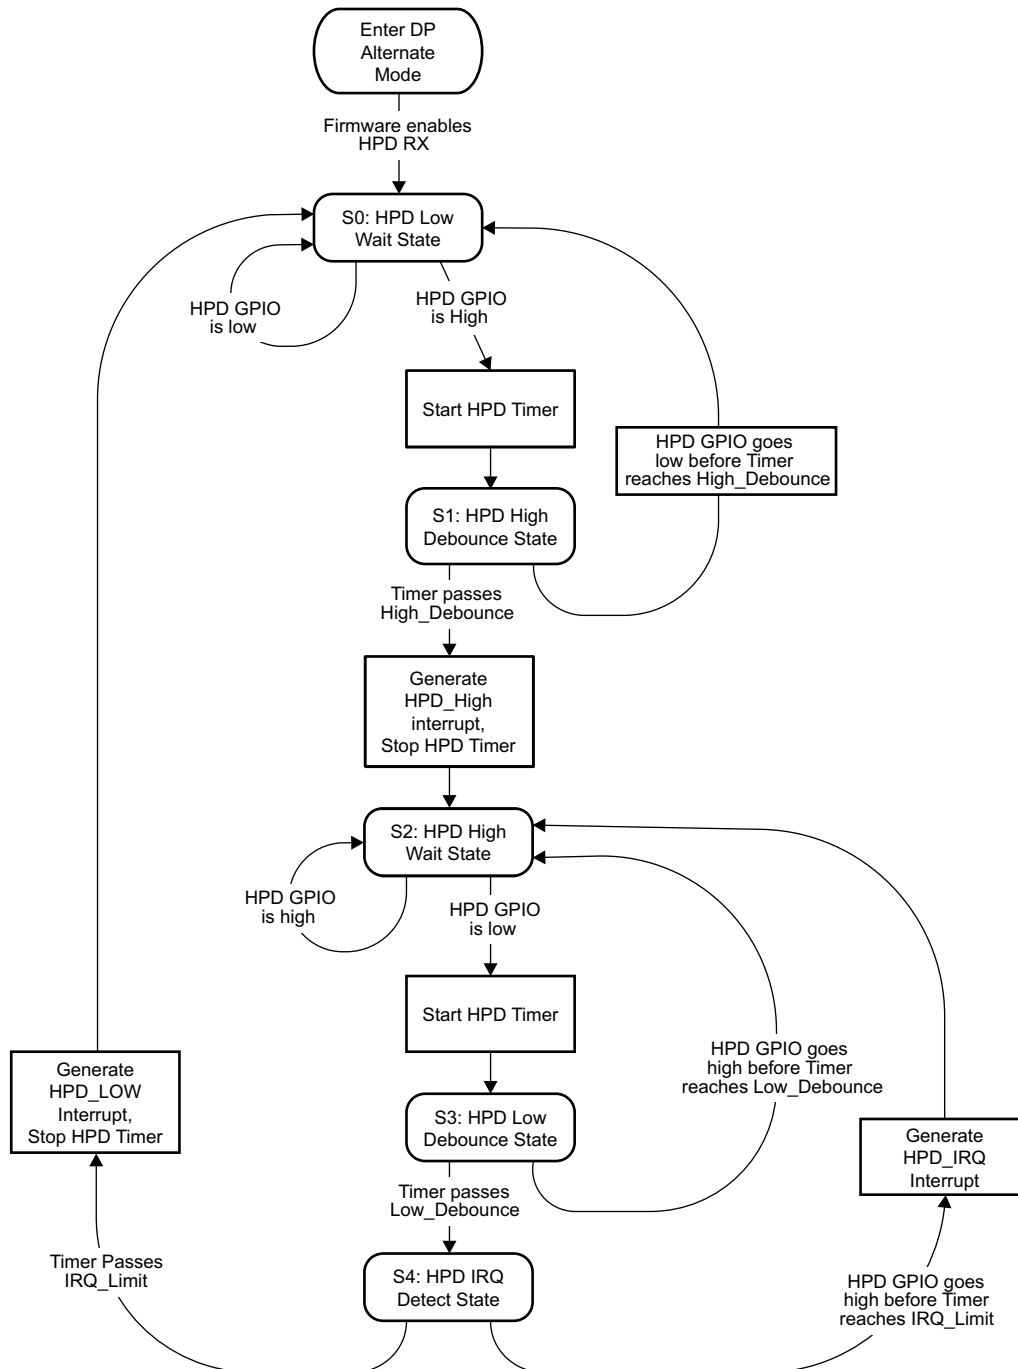 Enter DP
Alternate
Mode
Firmware enables
HPD RX
S0: HPD Low
Wait State
HPD GPIO
is low
HPD GPIO
is High
Start HPD Timer
HPD GPIO goes
low before Timer
reaches High_Debounce
S1: HPD High
Debounce State
Timer passes
High_Debounce
Generate
HPD_High
interrupt,
Stop HPD Timer
S2: HPD High
Wait State
HPD GPIO
is high
HPD GPIO
is low
Start HPD Timer
HPD GPIO goes
high before Timer
reaches Low_Debounce
Generate
HPD_LOW
Interrupt,
Stop HPD Timer
S3: HPD Low
Debounce State
Generate
HPD_IRQ
Interrupt
Timer passes
Low_Debounce
Timer Passes
IRQ_Limit
S4: HPD IRQ
Detect State
HPD GPIO goes
high before Timer
reaches IRQ_Limit